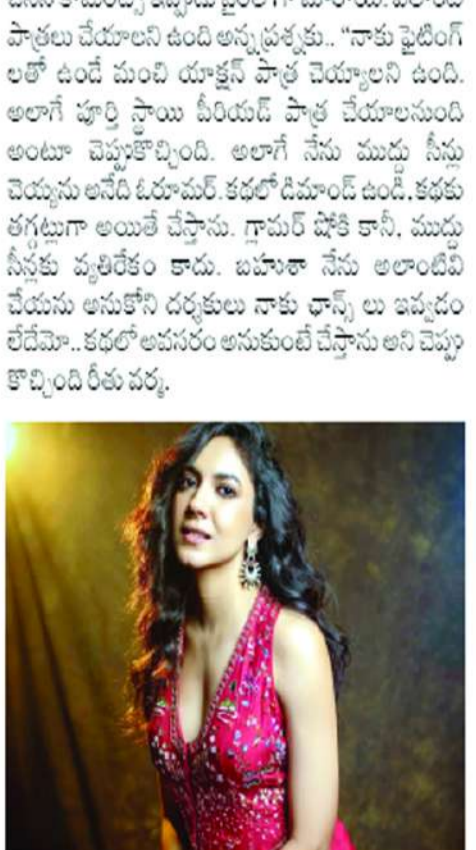 పాత్రలు చేయాలని ఉంది అన్న ప్రశ్నకు.. "నాకు ఫైటింగ్
లతో ఉండే మంచి యాక్షన్ పాత్ర చెయ్యాలని ఉంది.
అలాగే పూర్తి స్థాయి పీరియడ్ పాత్ర చేయాలనుంది
అంటూ చెప్పుకొచ్చింది. అలాగే నేను ముద్దు సీన్లు
చెయ్యను అనేది ఓరూమర్. కథలో డిమాండ్ ఉండి, కథకు
తగ్గట్లుగా అయితే చేస్తాను. గ్లామర్ షోకి కానీ, ముద్దు
సీన్లకు వ్యతిరేకం కాదు. బహుశా నేను అలాంటివి
చేయను అనుకోని దర్శకులు నాకు ఛాన్స్ లు ఇవ్వడం
లేదేమో.. కథలో అవసరం అనుకుంటే చేస్తాను అని చెప్పు
కొచ్చింది రీతు వర్మ.